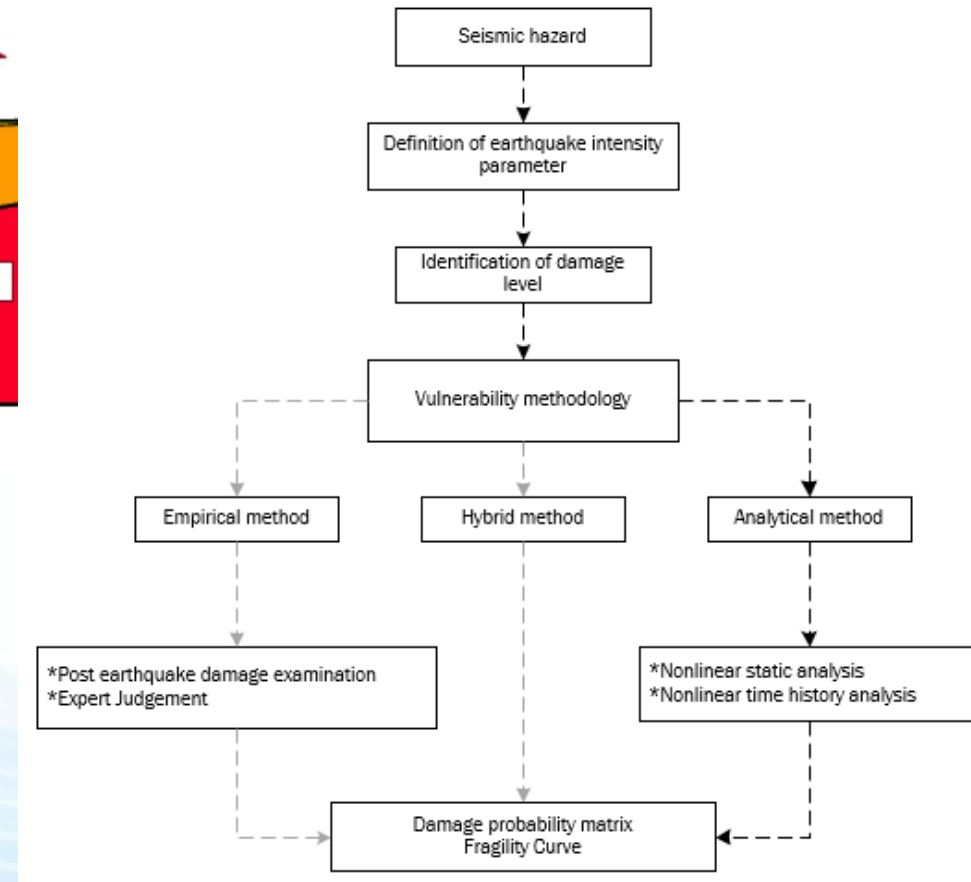 Seismic hazard
Definition of earthquake intensity
parameter
Identification of damage
level
Vulnerability methodology
Empirical method
Hybrid method
Analytical method
*Post earthquake damage examination
*Expert Judgement
*Nonlinear static analysis
*Nonlinear time history analysis
Damage probability matrix
Fragility Curve